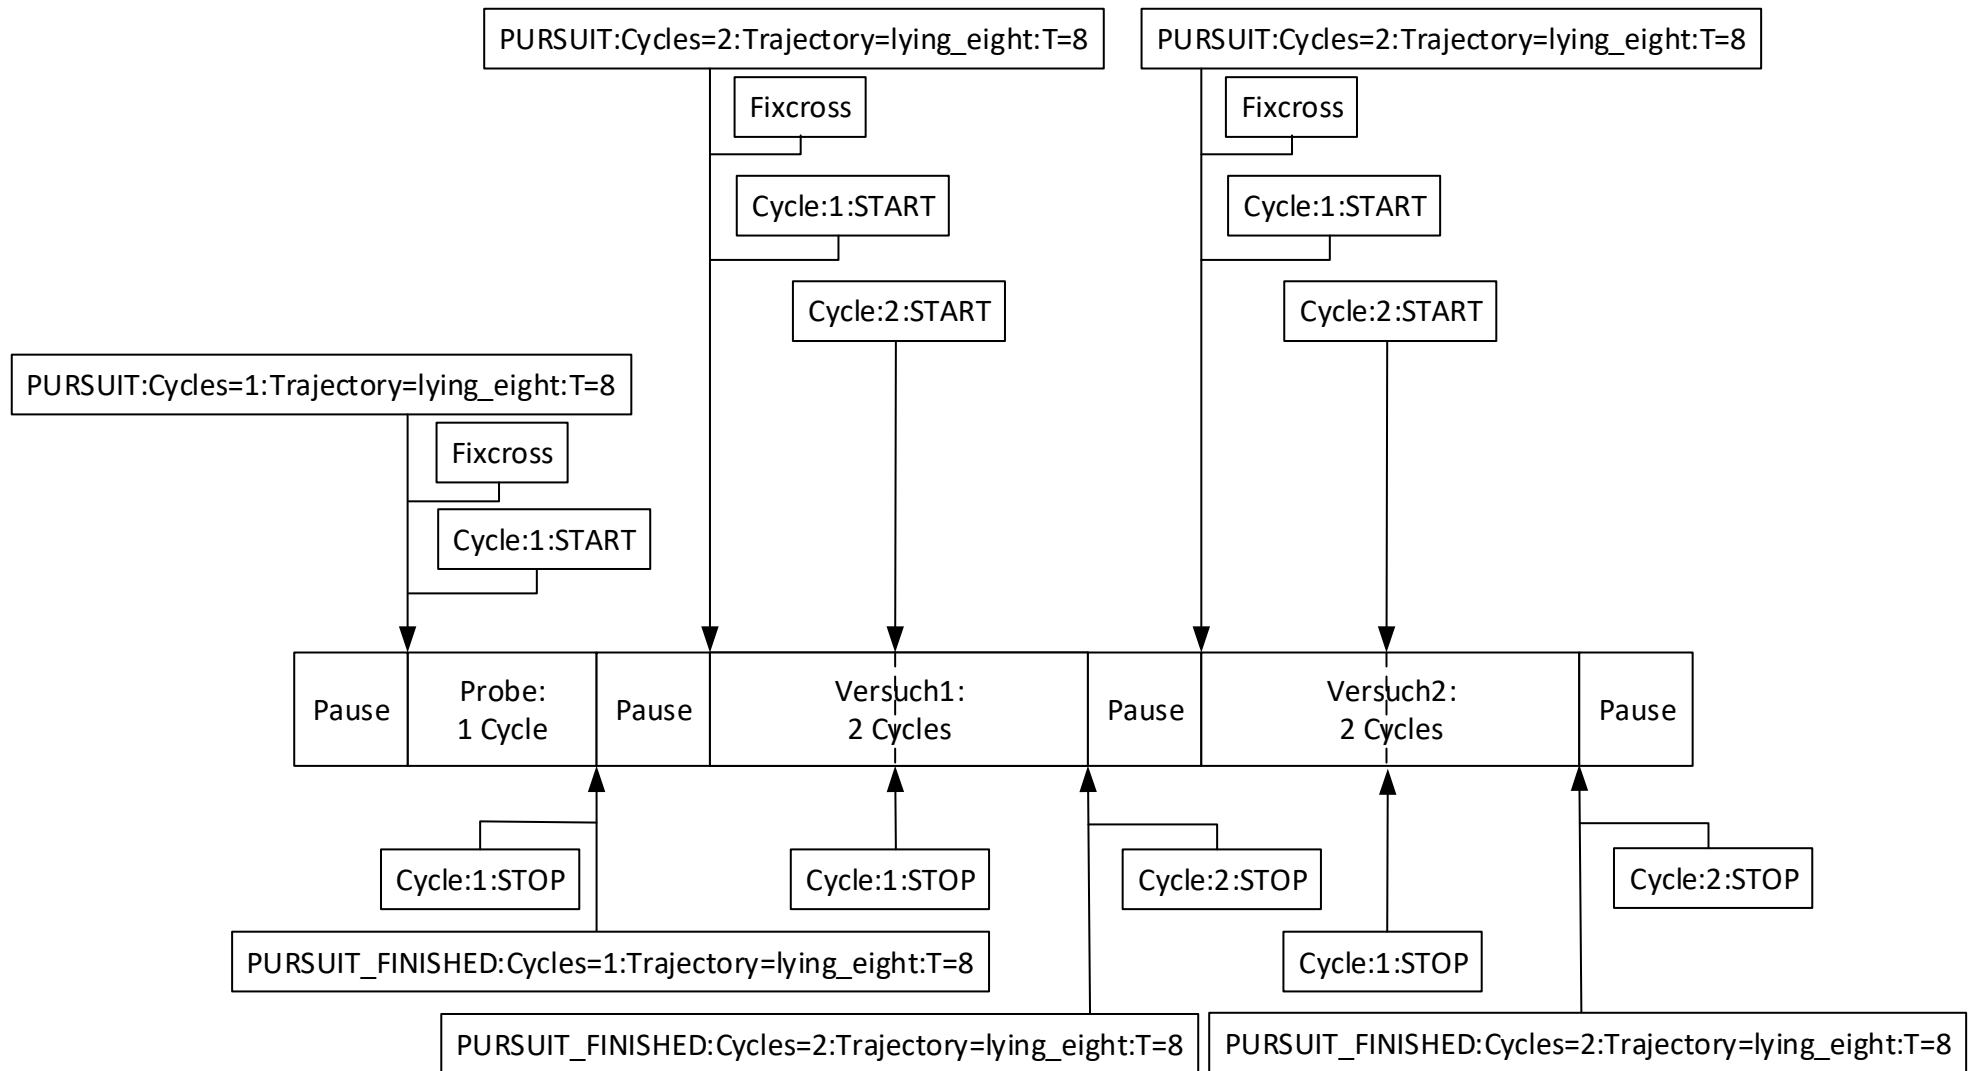 PURSUIT:Cycles=2:Trajectory=lying_eight:T=8
PURSUIT:Cycles=2:Trajectory=lying_eight:T=8
Fixcross
Fixcross
Cycle:1:START
Cycle:1:START
Cycle:2:START
Cycle:2:START
PURSUIT:Cycles=1:Trajectory=lying_eight:T=8
Fixcross
Cycle:1:START
Pause
Probe:
1 Cycle
Pause
Versuch1:
2 Cycles
Pause
Versuch2:
2 Cycles
Pause
Cycle:1:STOP
Cycle:1:STOP
Cycle:2:STOP
Cycle:2:STOP
PURSUIT_FINISHED:Cycles=1:Trajectory=lying_eight:T=8
Cycle:1:STOP
PURSUIT_FINISHED:Cycles=2:Trajectory=lying_eight:T=8
PURSUIT_FINISHED:Cycles=2:Trajectory=lying_eight:T=8